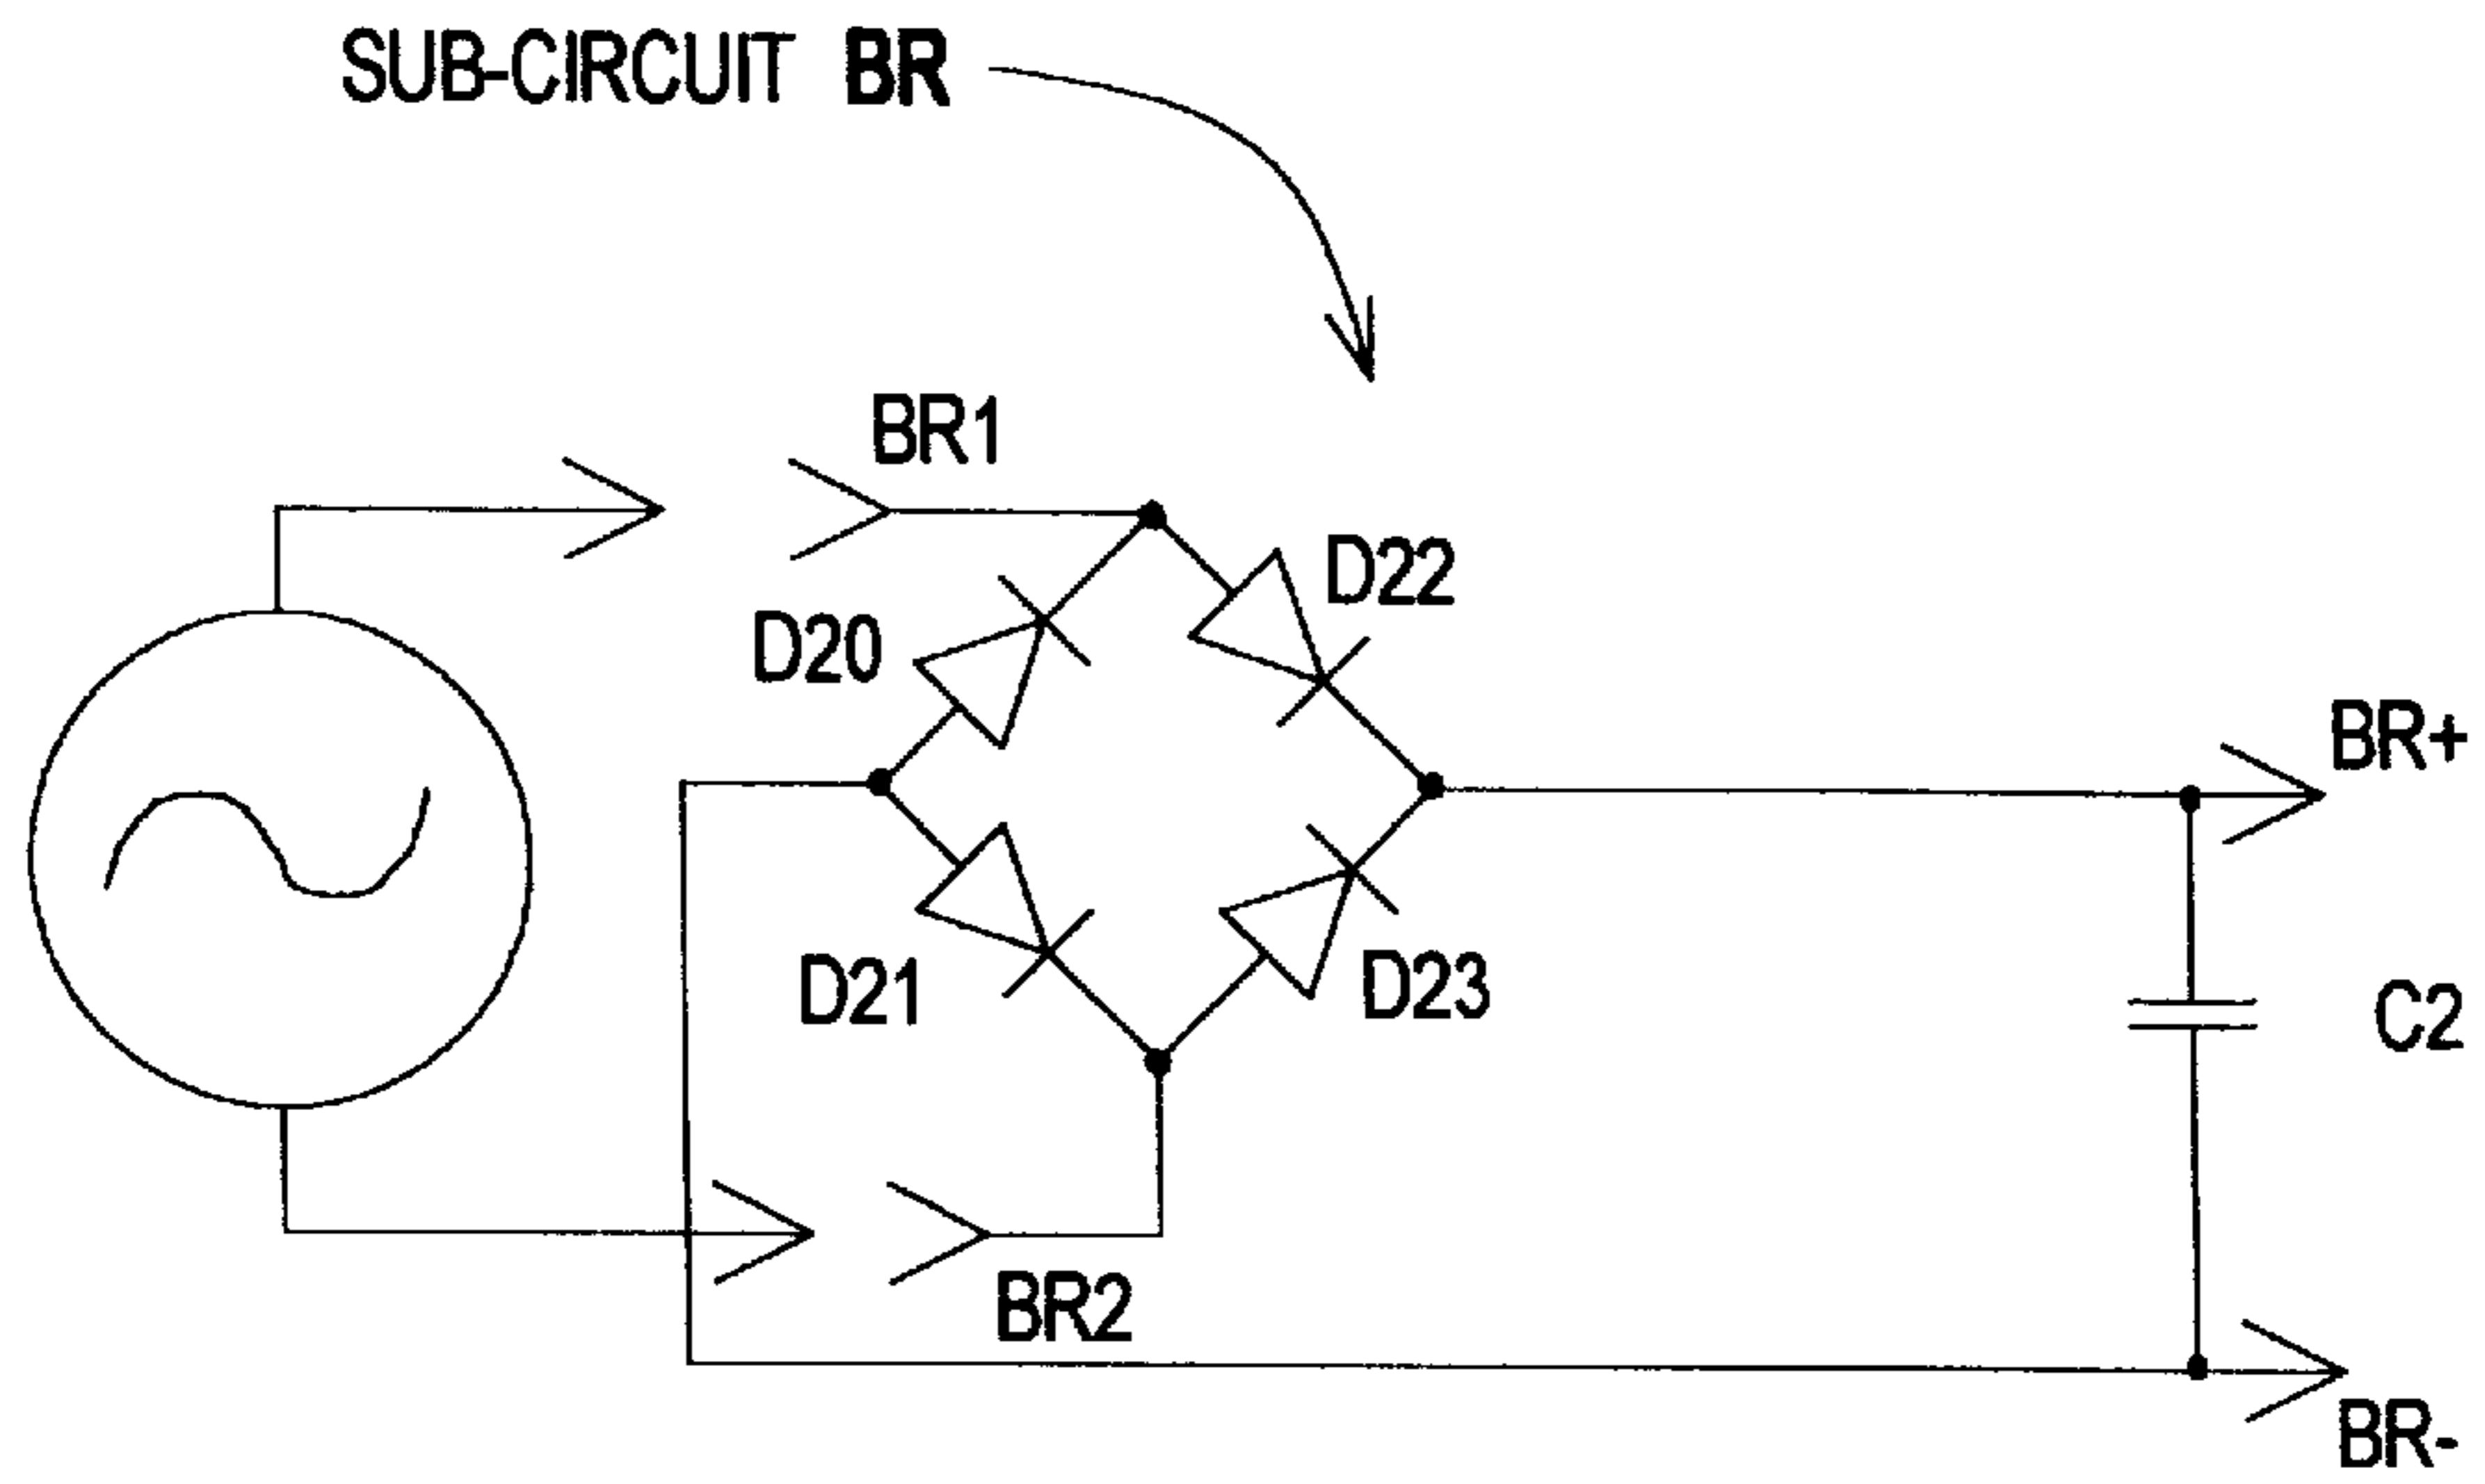 SUB-CIRCUIT BR
BR1
D22
D20
BR+
D21
D23
C2
BR2
BR-